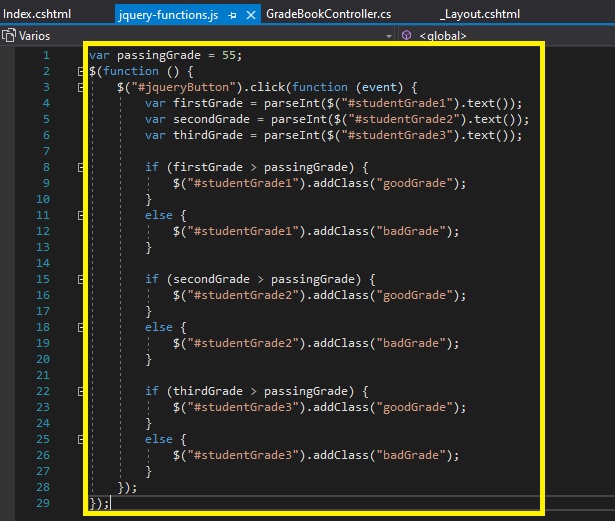 Index.cshtml jquery-functions.js GradeBookController.cs _Layout.cshtml
Varios <global>
1 var passingGrade = 55;
2 $(function () {
3 $("#jqueryButton").click(function (event) {
4 var firstGrade = parseInt($("#studentGrade1").text());
5 var secondGrade = parseInt($("#studentGrade2").text());
6 var thirdGrade = parseInt($("#studentGrade3").text());
7
8 if (firstGrade > passingGrade) {
9 $("#studentGrade1").addClass("goodGrade");
10 }
11 else {
12 $("#studentGrade1").addClass("badGrade");
13 }
14
15 if (secondGrade > passingGrade) {
16 $("#studentGrade2").addClass("goodGrade");
17 }
18 else {
19 $("#studentGrade2").addClass("badGrade");
20 }
21
22 if (thirdGrade > passingGrade) {
23 $("#studentGrade3").addClass("goodGrade");
24 }
25 else {
26 $("#studentGrade3").addClass("badGrade");
27 }
28 });
29 });